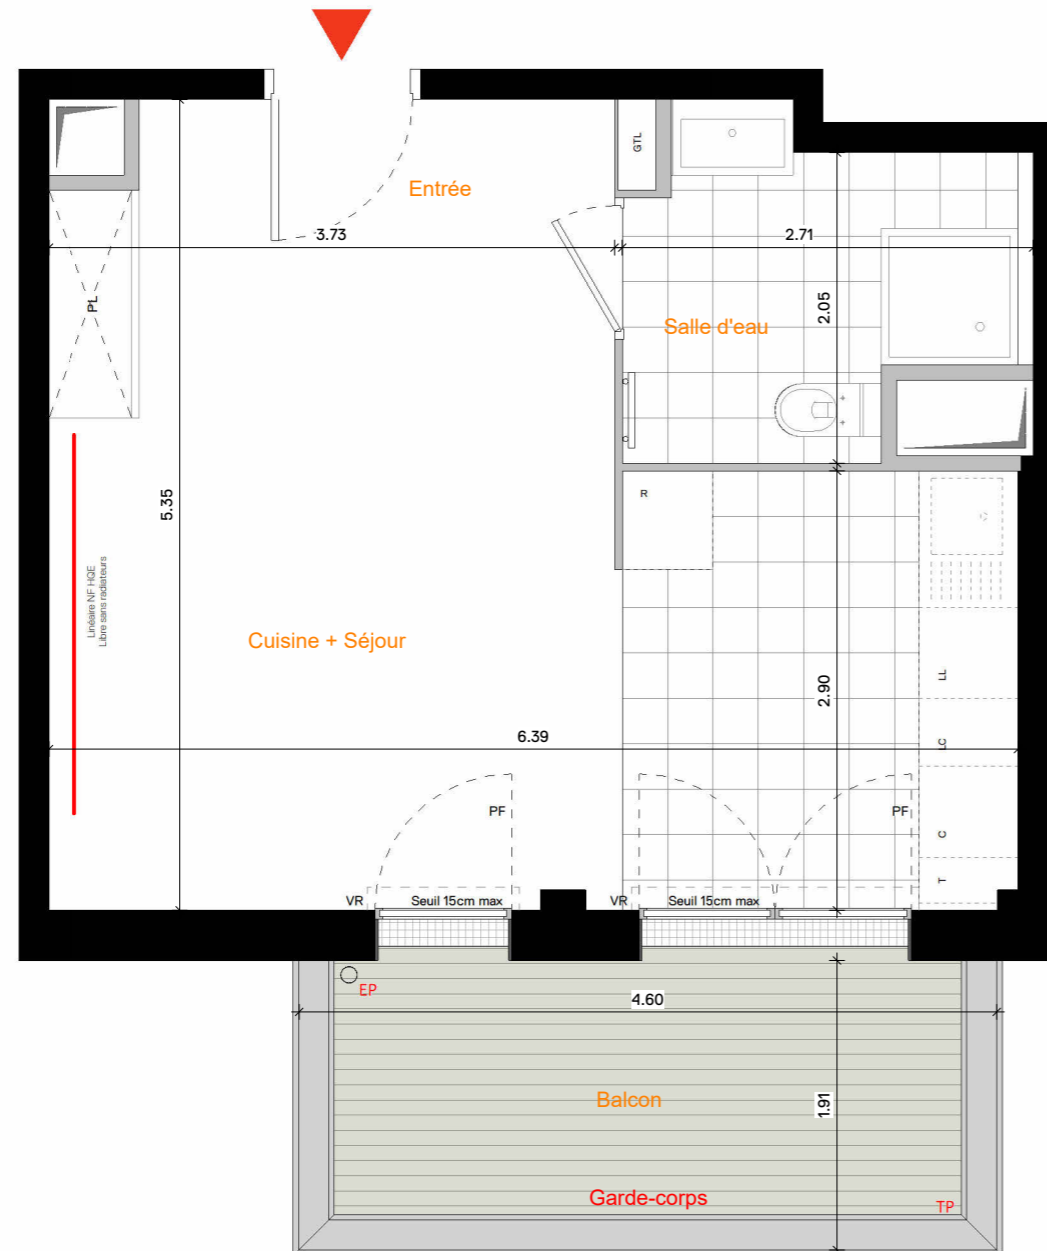 GTL
Entrée
3.73
2.71
PL
2.05
Salle d'eau
5.35
R
Linéaire NF HQE
Libre sans radiateurs
Cuisine + Séjour
LL
2.90
6.39
LC
PF
PF
C
T
VR
Seuil 15cm max
VR
Seuil 15cm max
EP
4.60
Balcon
1.91
Garde-corps
TP